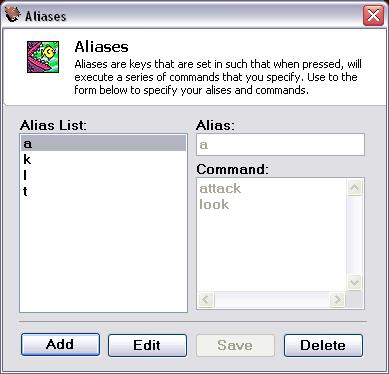 Aliases
Aliases
Aliases are keys that are set in such that when pressed, will
execute a series of commands that you specify. Use to the
form below to specify your alises and commands.
Alias List:
a
k
l
t
Alias:
a
Command:
attack
look
Add
Edit
Save
Delete